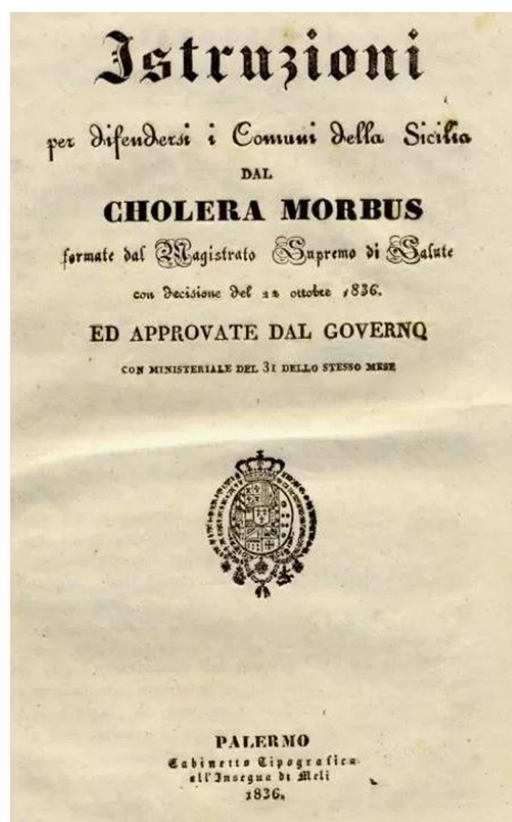 Istruzioni
per difendersi i Comuni della Sicilia
DAL
CHOLERA MORBUS
formate dal Magistrato Supremo di Salute
con decisione del 22 ottobre 1836.
ED APPROVATE DAL GOVERNO
CON MINISTERIALE DEL 31 DELLO STESSO MESE
PALERMO
Gabinetto Tipografico
all'Insegna di Meli
1836.